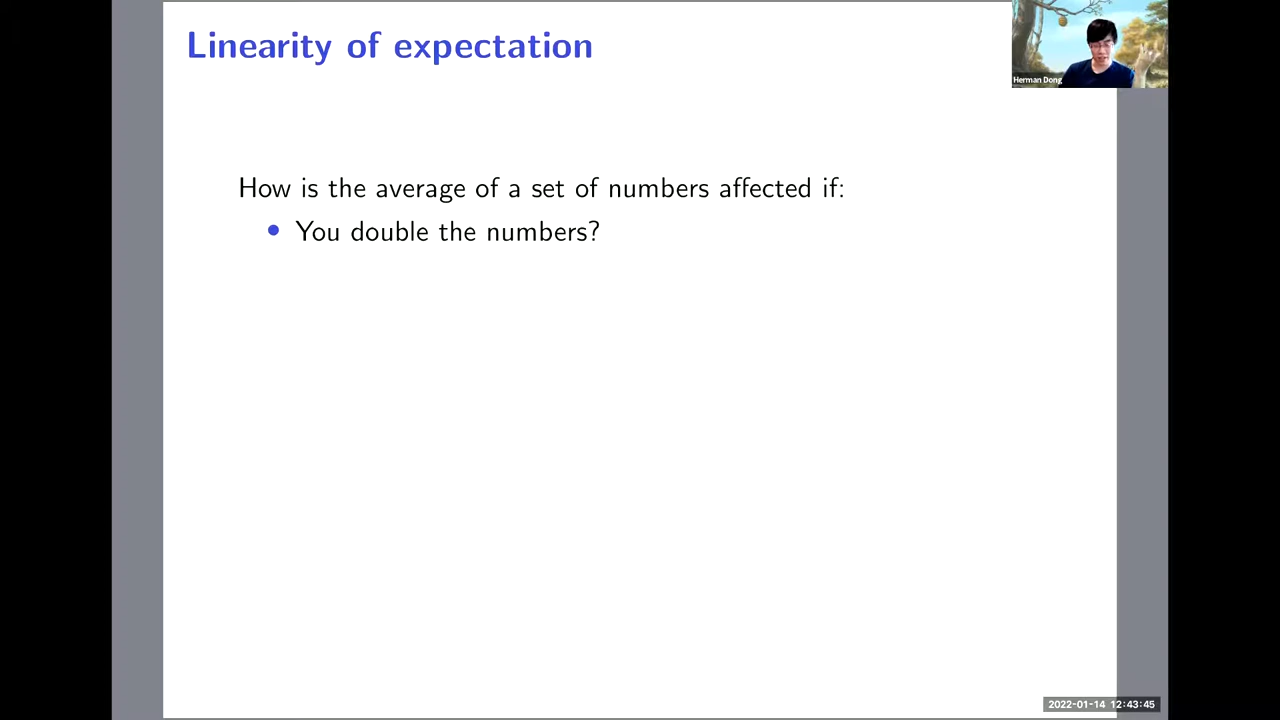 Linearity of expectation
Herman Dong
How is the average of a set of numbers affected if:
• You double the numbers?
2022-01-14 12:43:45